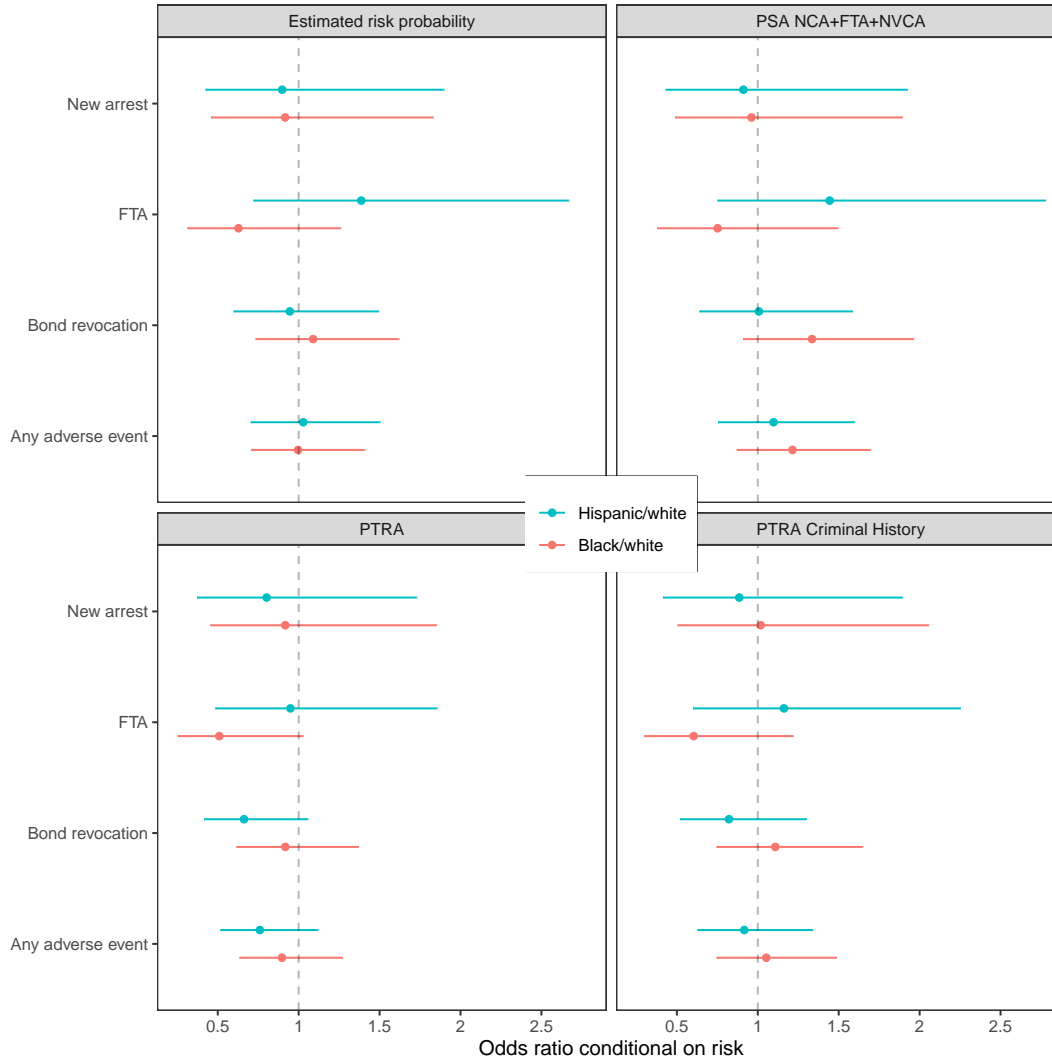 Estimated risk probability
PSA NCA+FTA+NVCA
New arrest
FTA
Bond revocation
Any adverse event
Hispanic/white
Black/white
PTRA
PTRA Criminal History
New arrest
FTA
Bond revocation
Any adverse event
0.5 1 1.5 2 2.5
0.5 1 1.5 2 2.5
Odds ratio conditional on risk